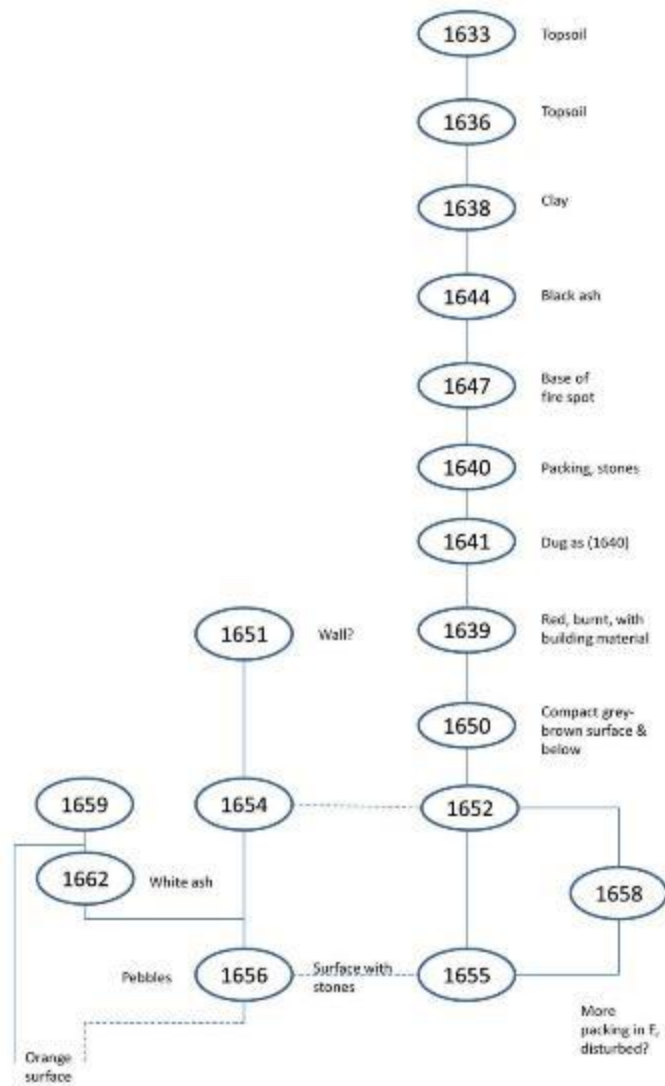 1633 Topsoil
1636 Topsoil
1638 Clay
1644 Black ash
1647 Base of
fire spot
1640 Packing, stones
1641 Dug as (1640)
1651 Wall?
1639 Red, burnt, with
building material
1650 Compact grey-
brown surface &
below
1659 1654 1652
1662 White ash
1658
Pebbles 1656 Surface with
stones 1655
More
packing in F,
disturbed?
Orange
surface